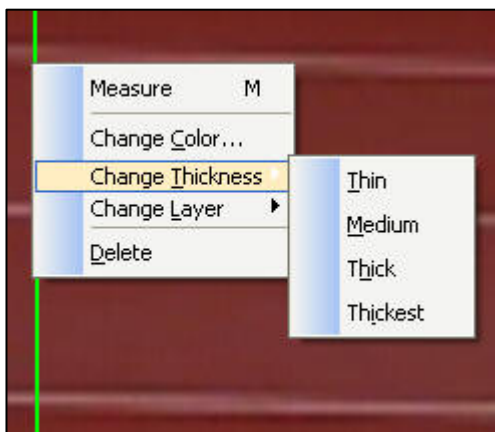 Measure M
Change Color...
Change Thickness
Change Layer
Delete
Thin
Medium
Thick
Thickest